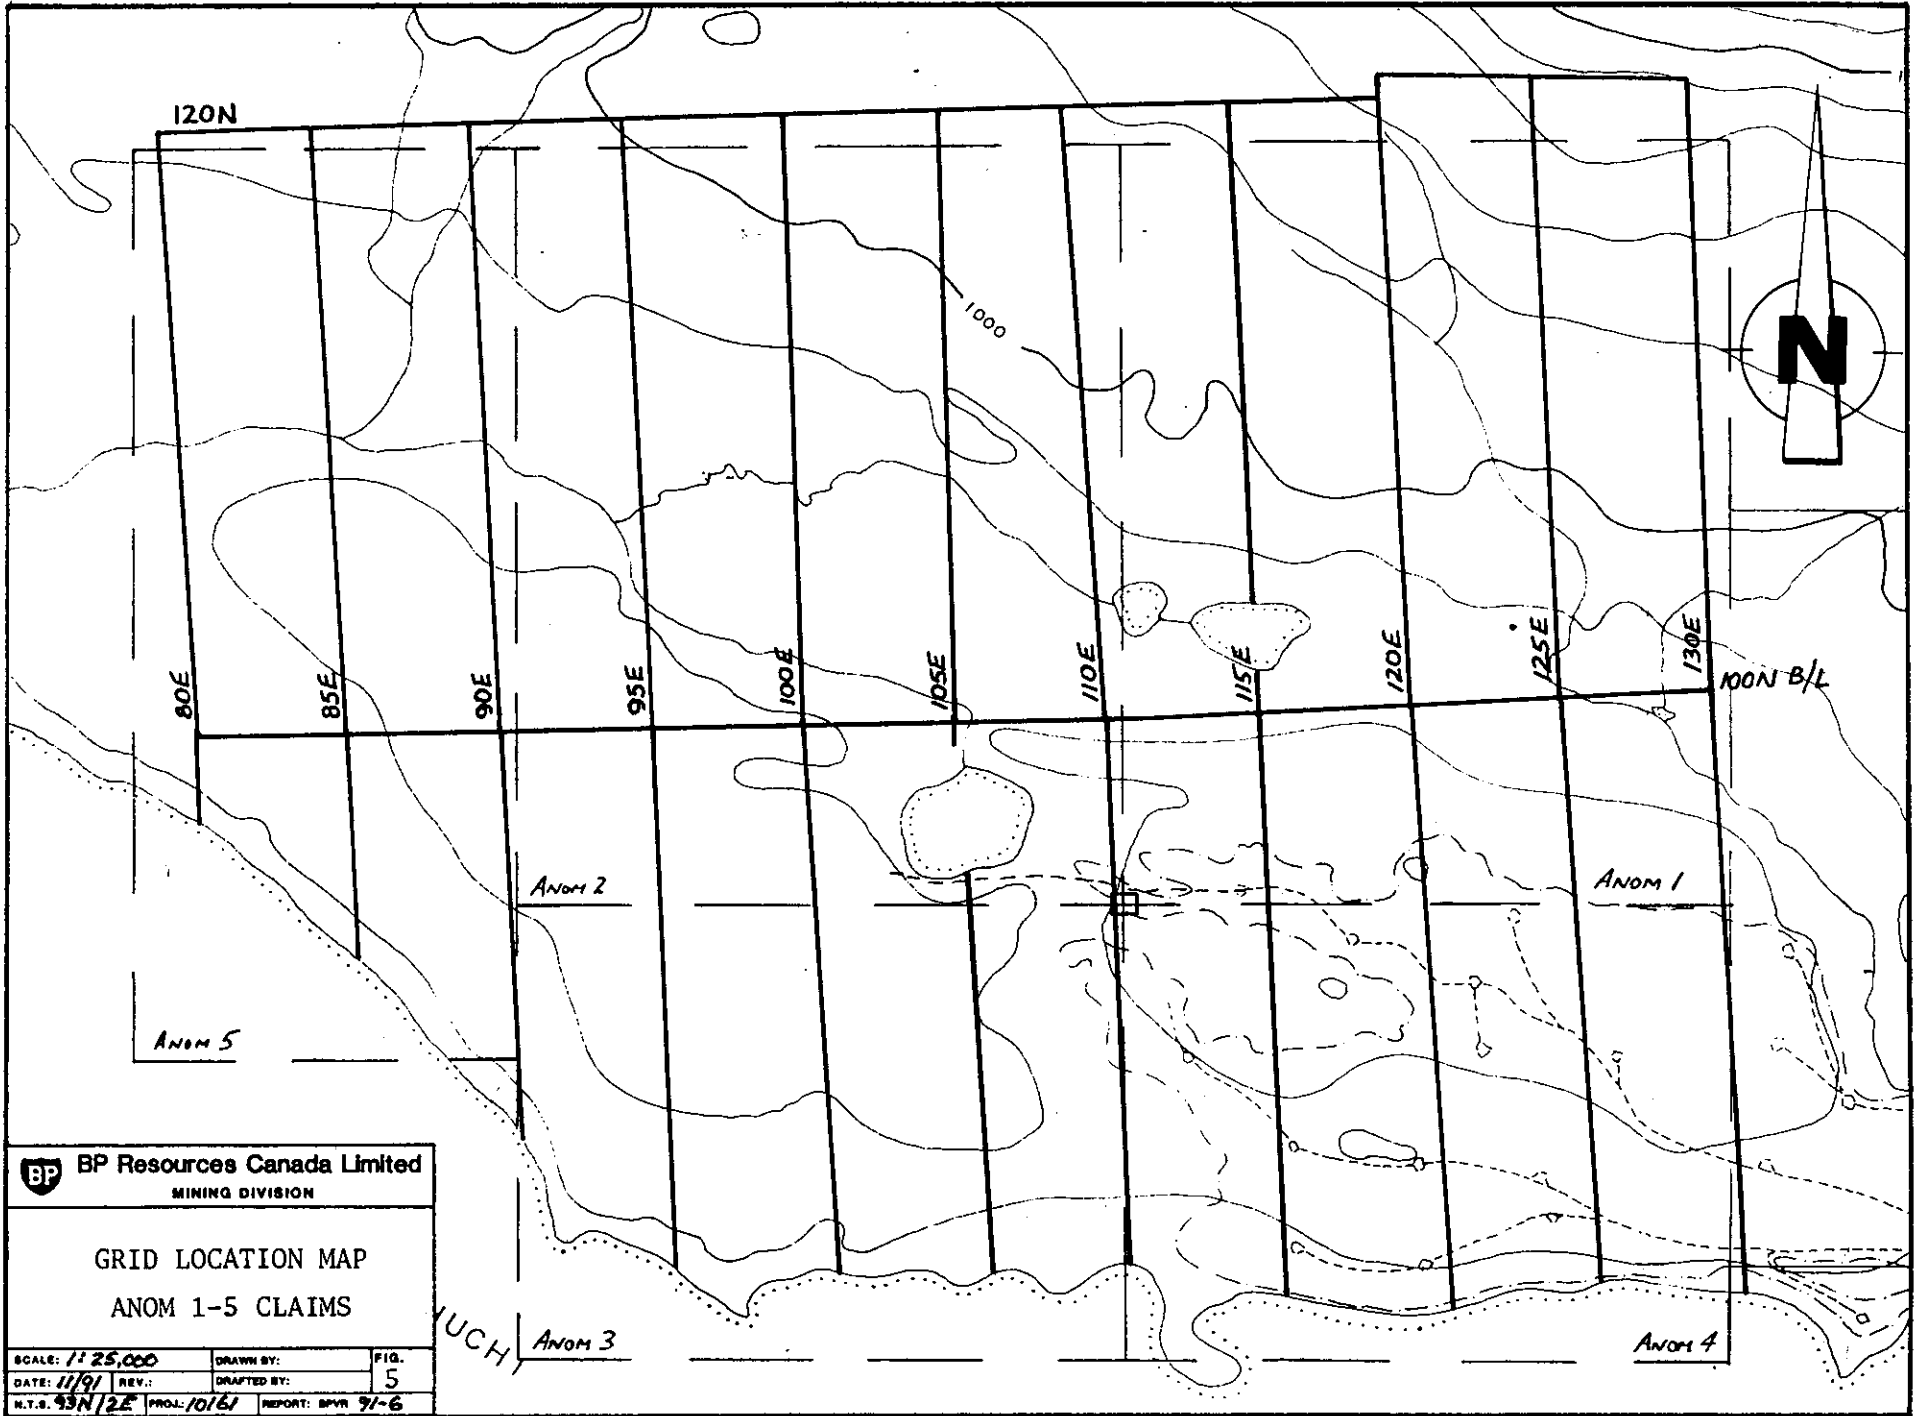 120N
1000
N
80E
85E
90E
95E
100E
105E
110E
115E
120E
125E
130E
100N B/L
ANOM 2
ANOM 1
ANOM 5
BP
BP Resources Canada Limited
MINING DIVISION
GRID LOCATION MAP
ANOM 1-5 CLAIMS
UCH
ANOM 3
ANOM 4
SCALE: 1:25,000
DRAWN BY:
FIG.
5
DATE: 11/91
REV.:
DRAFTED BY:
N.T.S. 93N/2E
PROJ.: 10161
REPORT: BPVR 91-6